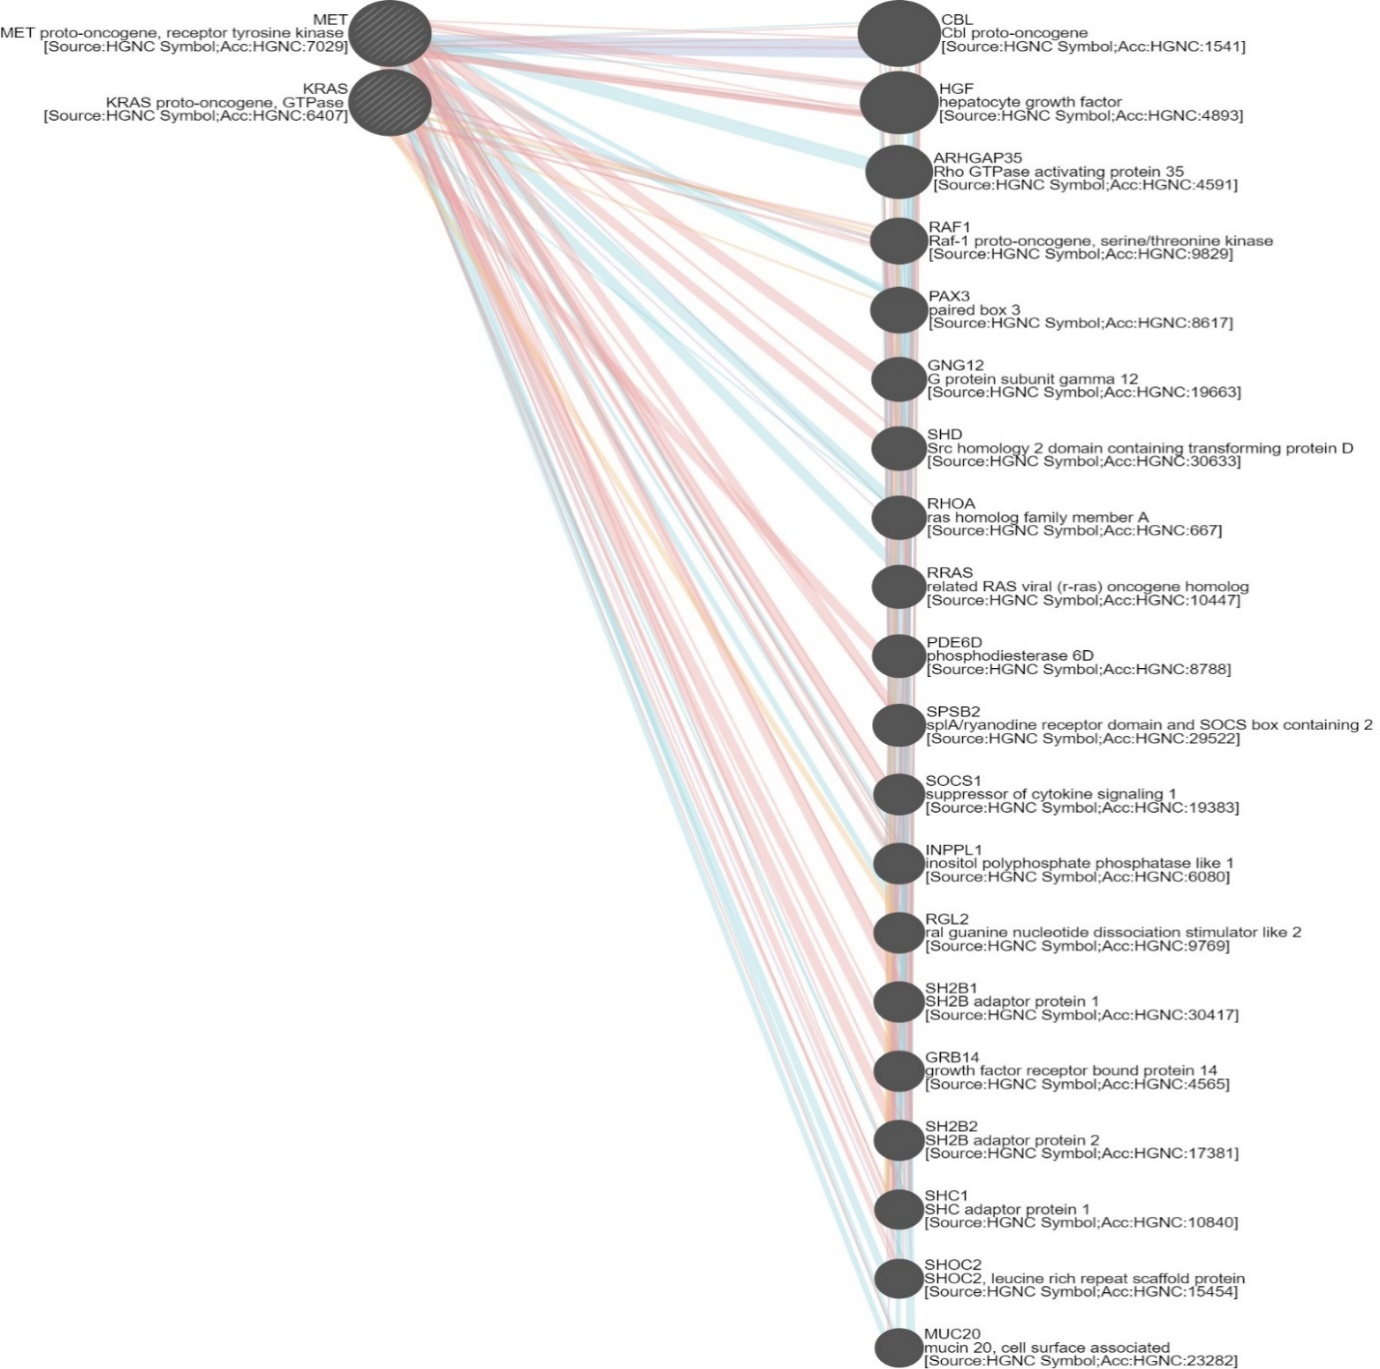 MET
MET proto-oncogene, receptor tyrosine kinase
[Source:HGNC Symbol;Acc:HGNC:7029]
KRAS
KRAS proto-oncogene, GTPase
[Source:HGNC Symbol;Acc:HGNC:6407]
CBL
Cbl proto-oncogene
[Source:HGNC Symbol;Acc:HGNC:1541]
HGF
hepatocyte growth factor
[Source:HGNC Symbol;Acc:HGNC:4893]
ARHGAP35
Rho GTPase activating protein 35
[Source:HGNC Symbol;Acc:HGNC:4591]
RAF1
Raf-1 proto-oncogene, serine/threonine kinase
[Source:HGNC Symbol;Acc:HGNC:9829]
PAX3
paired box 3
[Source:HGNC Symbol;Acc:HGNC:8617]
GNG12
G protein subunit gamma 12
[Source:HGNC Symbol;Acc:HGNC:19663]
SHD
Src homology 2 domain containing transforming protein D
[Source:HGNC Symbol;Acc:HGNC:30633]
RHOA
ras homolog family member A
[Source:HGNC Symbol;Acc:HGNC:667]
RRAS
related RAS viral (r-ras) oncogene homolog
[Source:HGNC Symbol;Acc:HGNC:10447]
PDE6D
phosphodiesterase 6D
[Source:HGNC Symbol;Acc:HGNC:8788]
SPSB2
splA/ryanodine receptor domain and SOCS box containing 2
[Source:HGNC Symbol;Acc:HGNC:29522]
SOCS1
suppressor of cytokine signaling 1
[Source:HGNC Symbol;Acc:HGNC:19383]
INPPL1
inositol polyphosphate phosphatase like 1
[Source:HGNC Symbol;Acc:HGNC:6080]
RGL2
ral guanine nucleotide dissociation stimulator like 2
[Source:HGNC Symbol;Acc:HGNC:9769]
SH2B1
SH2B adaptor protein 1
[Source:HGNC Symbol;Acc:HGNC:30417]
GRB14
growth factor receptor bound protein 14
[Source:HGNC Symbol;Acc:HGNC:4565]
SH2B2
SH2B adaptor protein 2
[Source:HGNC Symbol;Acc:HGNC:17381]
SHC1
SHC adaptor protein 1
[Source:HGNC Symbol;Acc:HGNC:10840]
SHOC2
SHOC2, leucine rich repeat scaffold protein
[Source:HGNC Symbol;Acc:HGNC:15454]
MUC20
mucin 20, cell surface associated
[Source:HGNC Symbol;Acc:HGNC:23282]